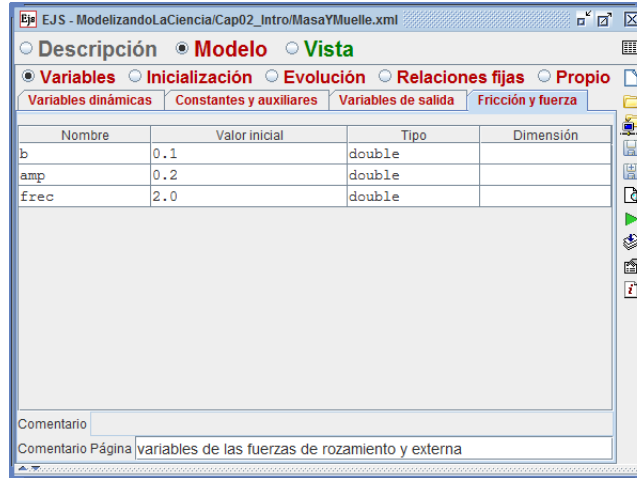 Ejs EJS - ModelizandoLaCiencia/Cap02_Intro/MasaYMuelle.xml
Descripción Modelo Vista
Variables Inicialización Evolución Relaciones fijas Propio
Variables dinámicas Constantes y auxiliares Variables de salida Fricción y fuerza
Nombre Valor inicial Tipo Dimensión
b 0.1 double
amp 0.2 double
frec 2.0 double
Comentario
Comentario Página variables de las fuerzas de rozamiento y externa